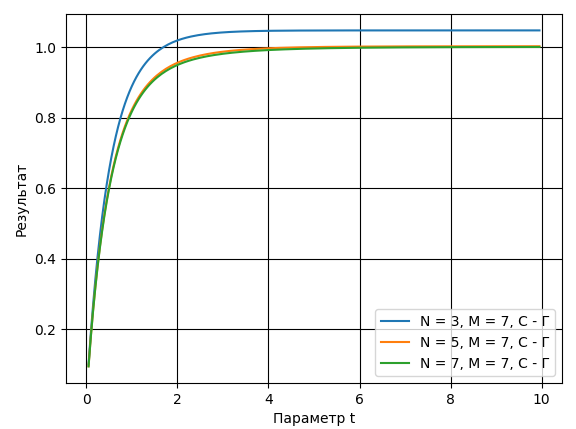 1.0
0.8
0.6
0.4
0.2
Результат
N = 3, M = 7, С - Г
N = 5, M = 7, С - Г
N = 7, M = 7, С - Г
0 2 4 6 8 10
Параметр t